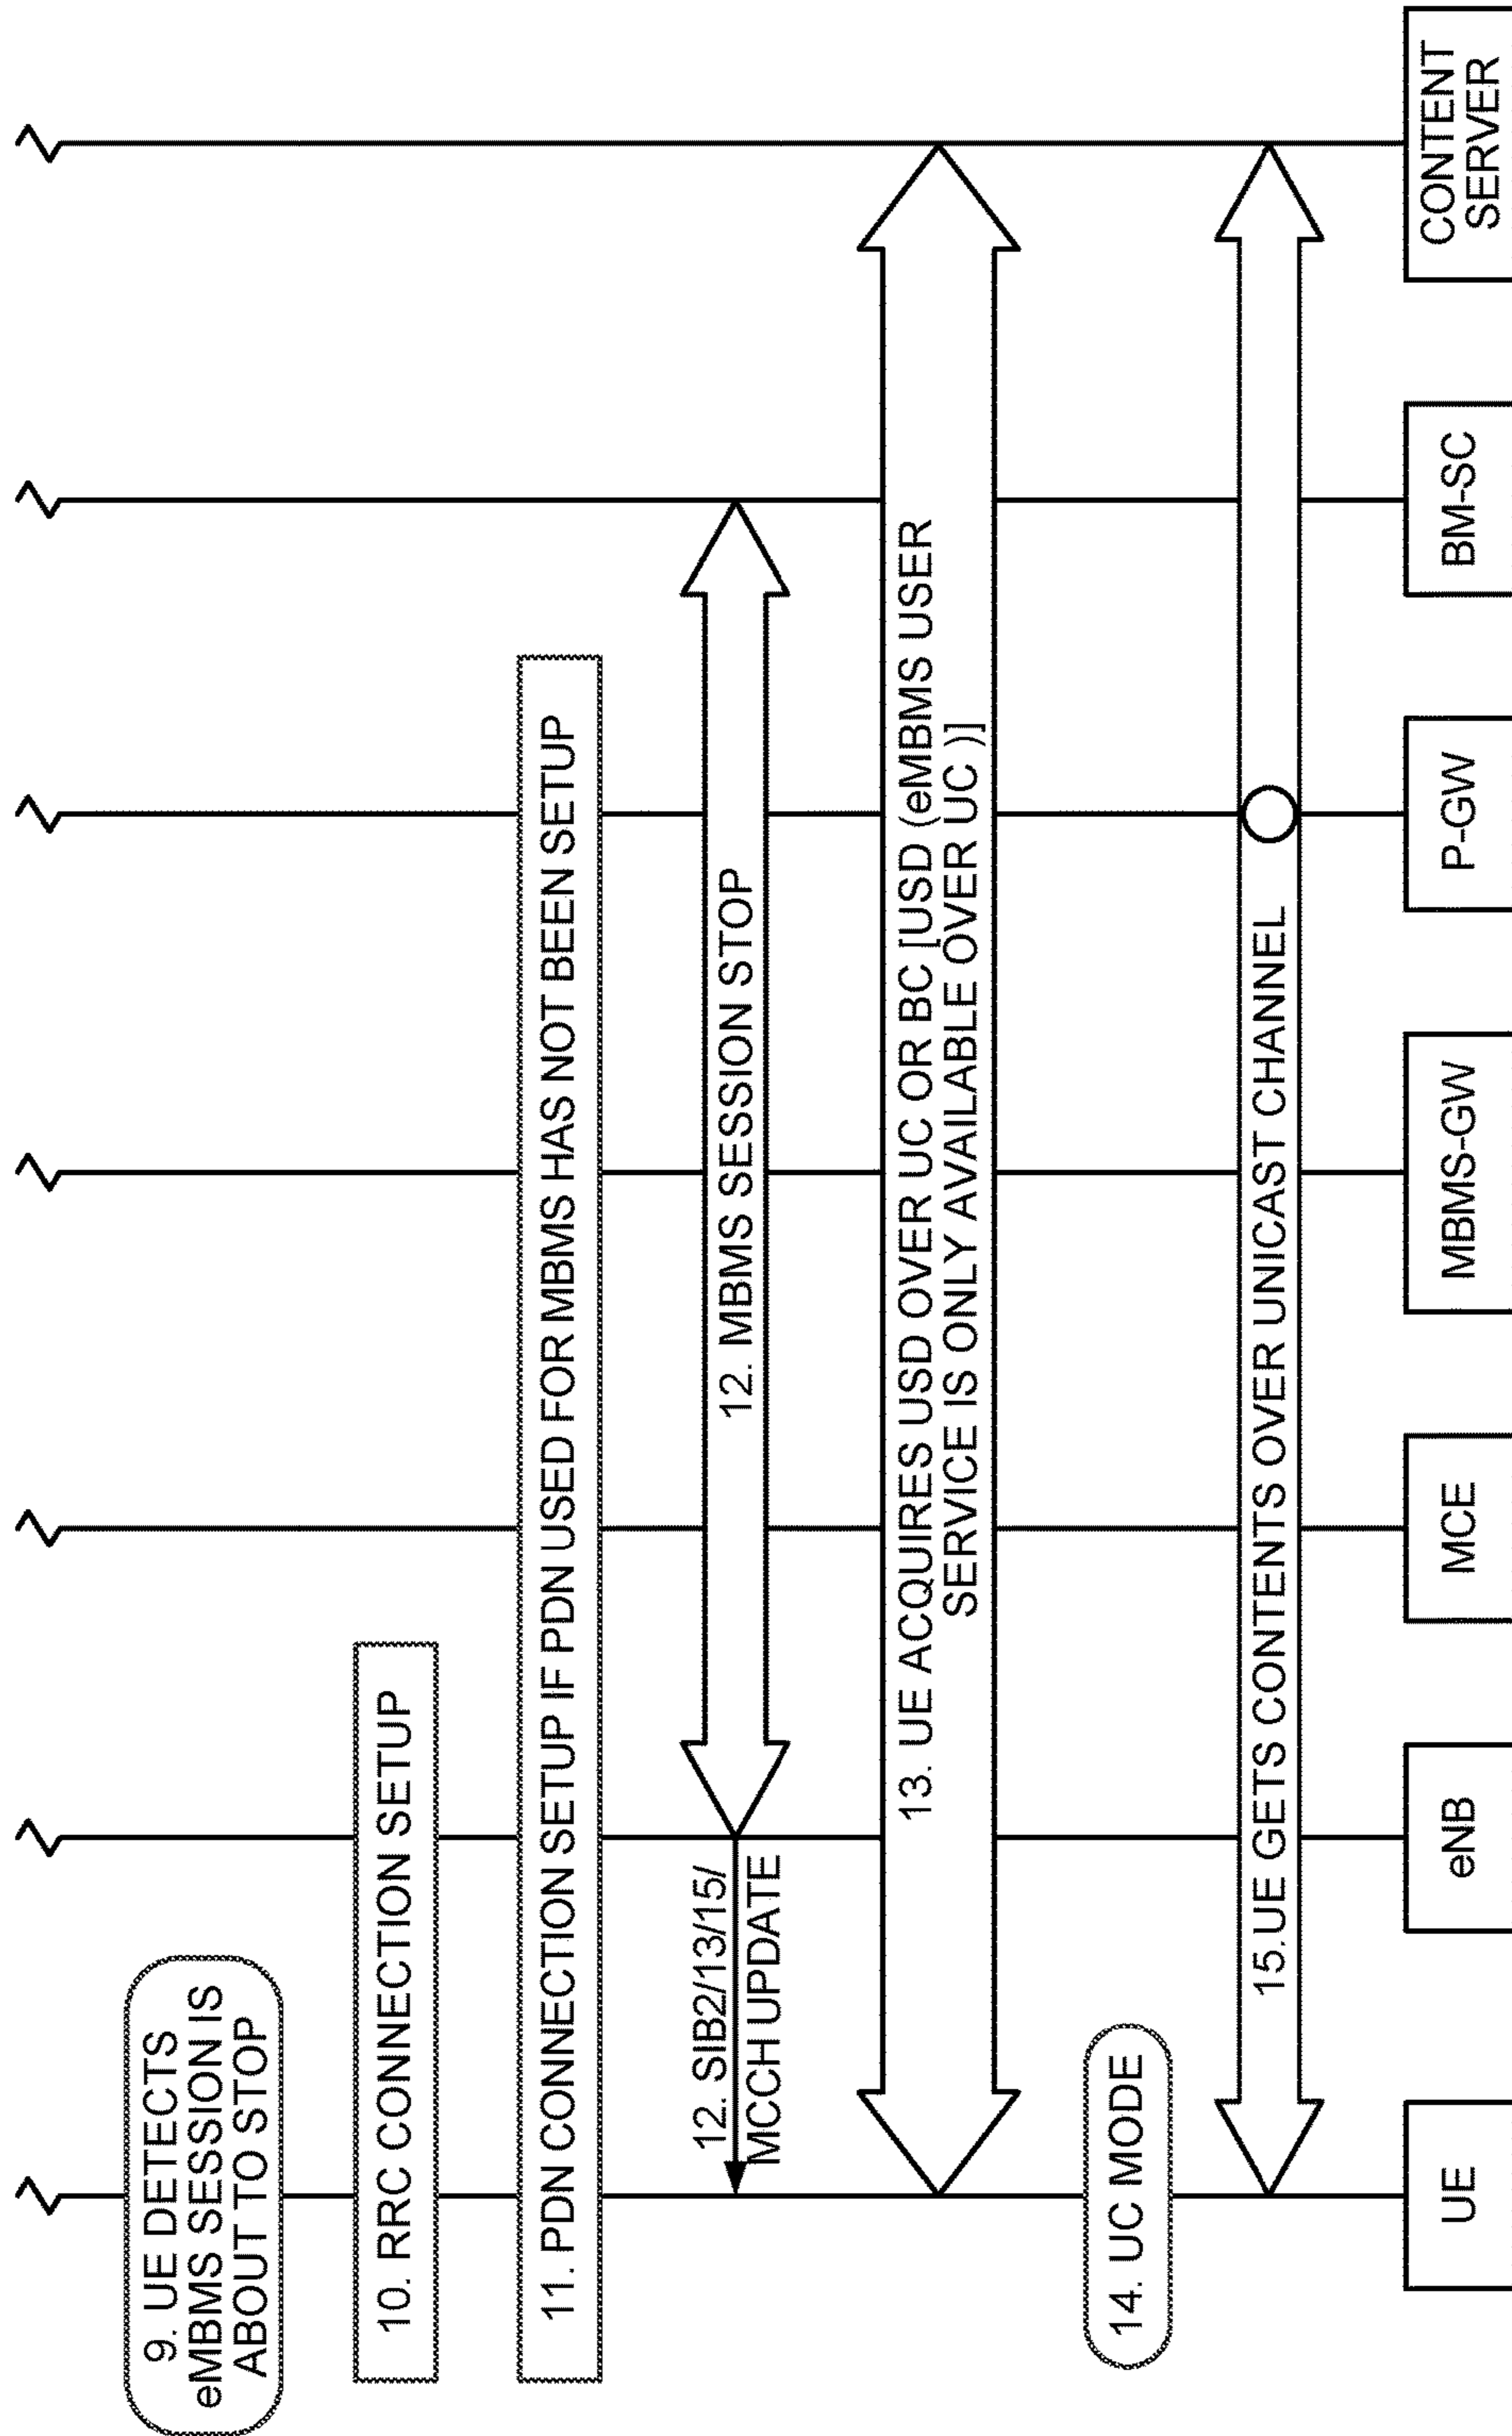 9. UE DETECTS
eMBMS SESSION IS
ABOUT TO STOP
10. RRC CONNECTION SETUP
11. PDN CONNECTION SETUP IF PDN USED FOR MBMS HAS NOT BEEN SETUP
12. SIB2/13/15/
MCCH UPDATE
12. MBMS SESSION STOP
13. UE ACQUIRES USD OVER UC OR BC [USD (eMBMS USER
SERVICE IS ONLY AVAILABLE OVER UC )]
14. UC MODE
15.UE GETS CONTENTS OVER UNICAST CHANNEL
UE
eNB
MCE
MBMS-GW
P-GW
BM-SC
CONTENT
SERVER